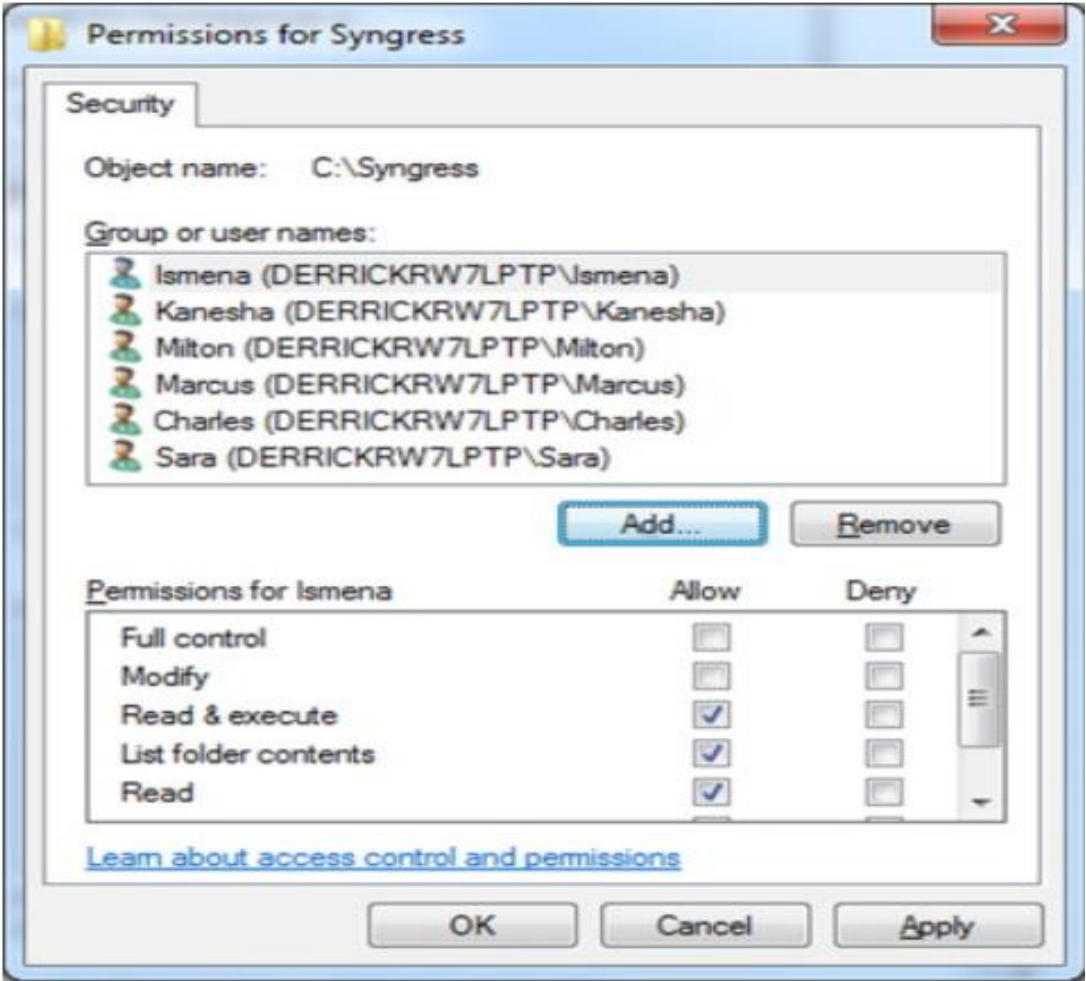 Permissions for Syngress
Security
Object name: C:\Syngress
Group or user names:
Ismena (DERRICKRW7LPTP\Ismena)
Kanesha (DERRICKRW7LPTP\Kanesha)
Milton (DERRICKRW7LPTP\Milton)
Marcus (DERRICKRW7LPTP\Marcus)
Charles (DERRICKRW7LPTP\Charles)
Sara (DERRICKRW7LPTP\Sara)
Add... Remove
Permissions for Ismena Allow Deny
Full control
Modify
Read & execute
List folder contents
Read
Learn about access control and permissions
OK Cancel Apply